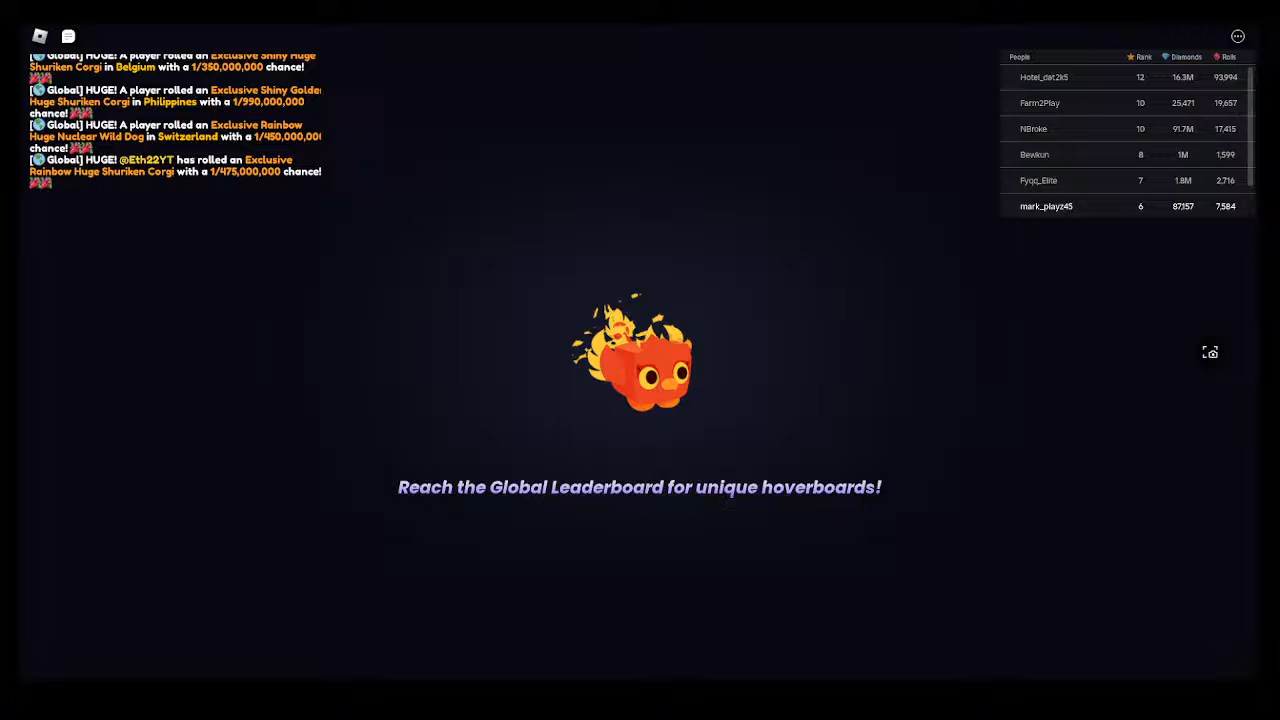 [🌎 Global] HUGE! A player rolled an Exclusive Shiny Huge
Shuriken Corgi in Belgium with a 1/350,000,000 chance!
[🌎 Global] HUGE! A player rolled an Exclusive Shiny Golden
Huge Shuriken Corgi in Philippines with a 1/990,000,000
chance!
[🌎 Global] HUGE! A player rolled an Exclusive Rainbow
Huge Nuclear Wild Dog in Switzerland with a 1/450,000,000
chance!
[🌎 Global] HUGE! @Eth22YT has rolled an Exclusive
Rainbow Huge Shuriken Corgi with a 1/475,000,000 chance!
People Rank Diamonds Rolls
Hotel_dat2k5 12 16.3M 93,994
Farm2Play 10 25,471 19,657
NBroke 10 91.7M 17,415
Bewkun 8 1M 1,599
Fyqq_Elite 7 1.8M 2,716
mark_playz45 6 87,157 7,584
Reach the Global Leaderboard for unique hoverboards!